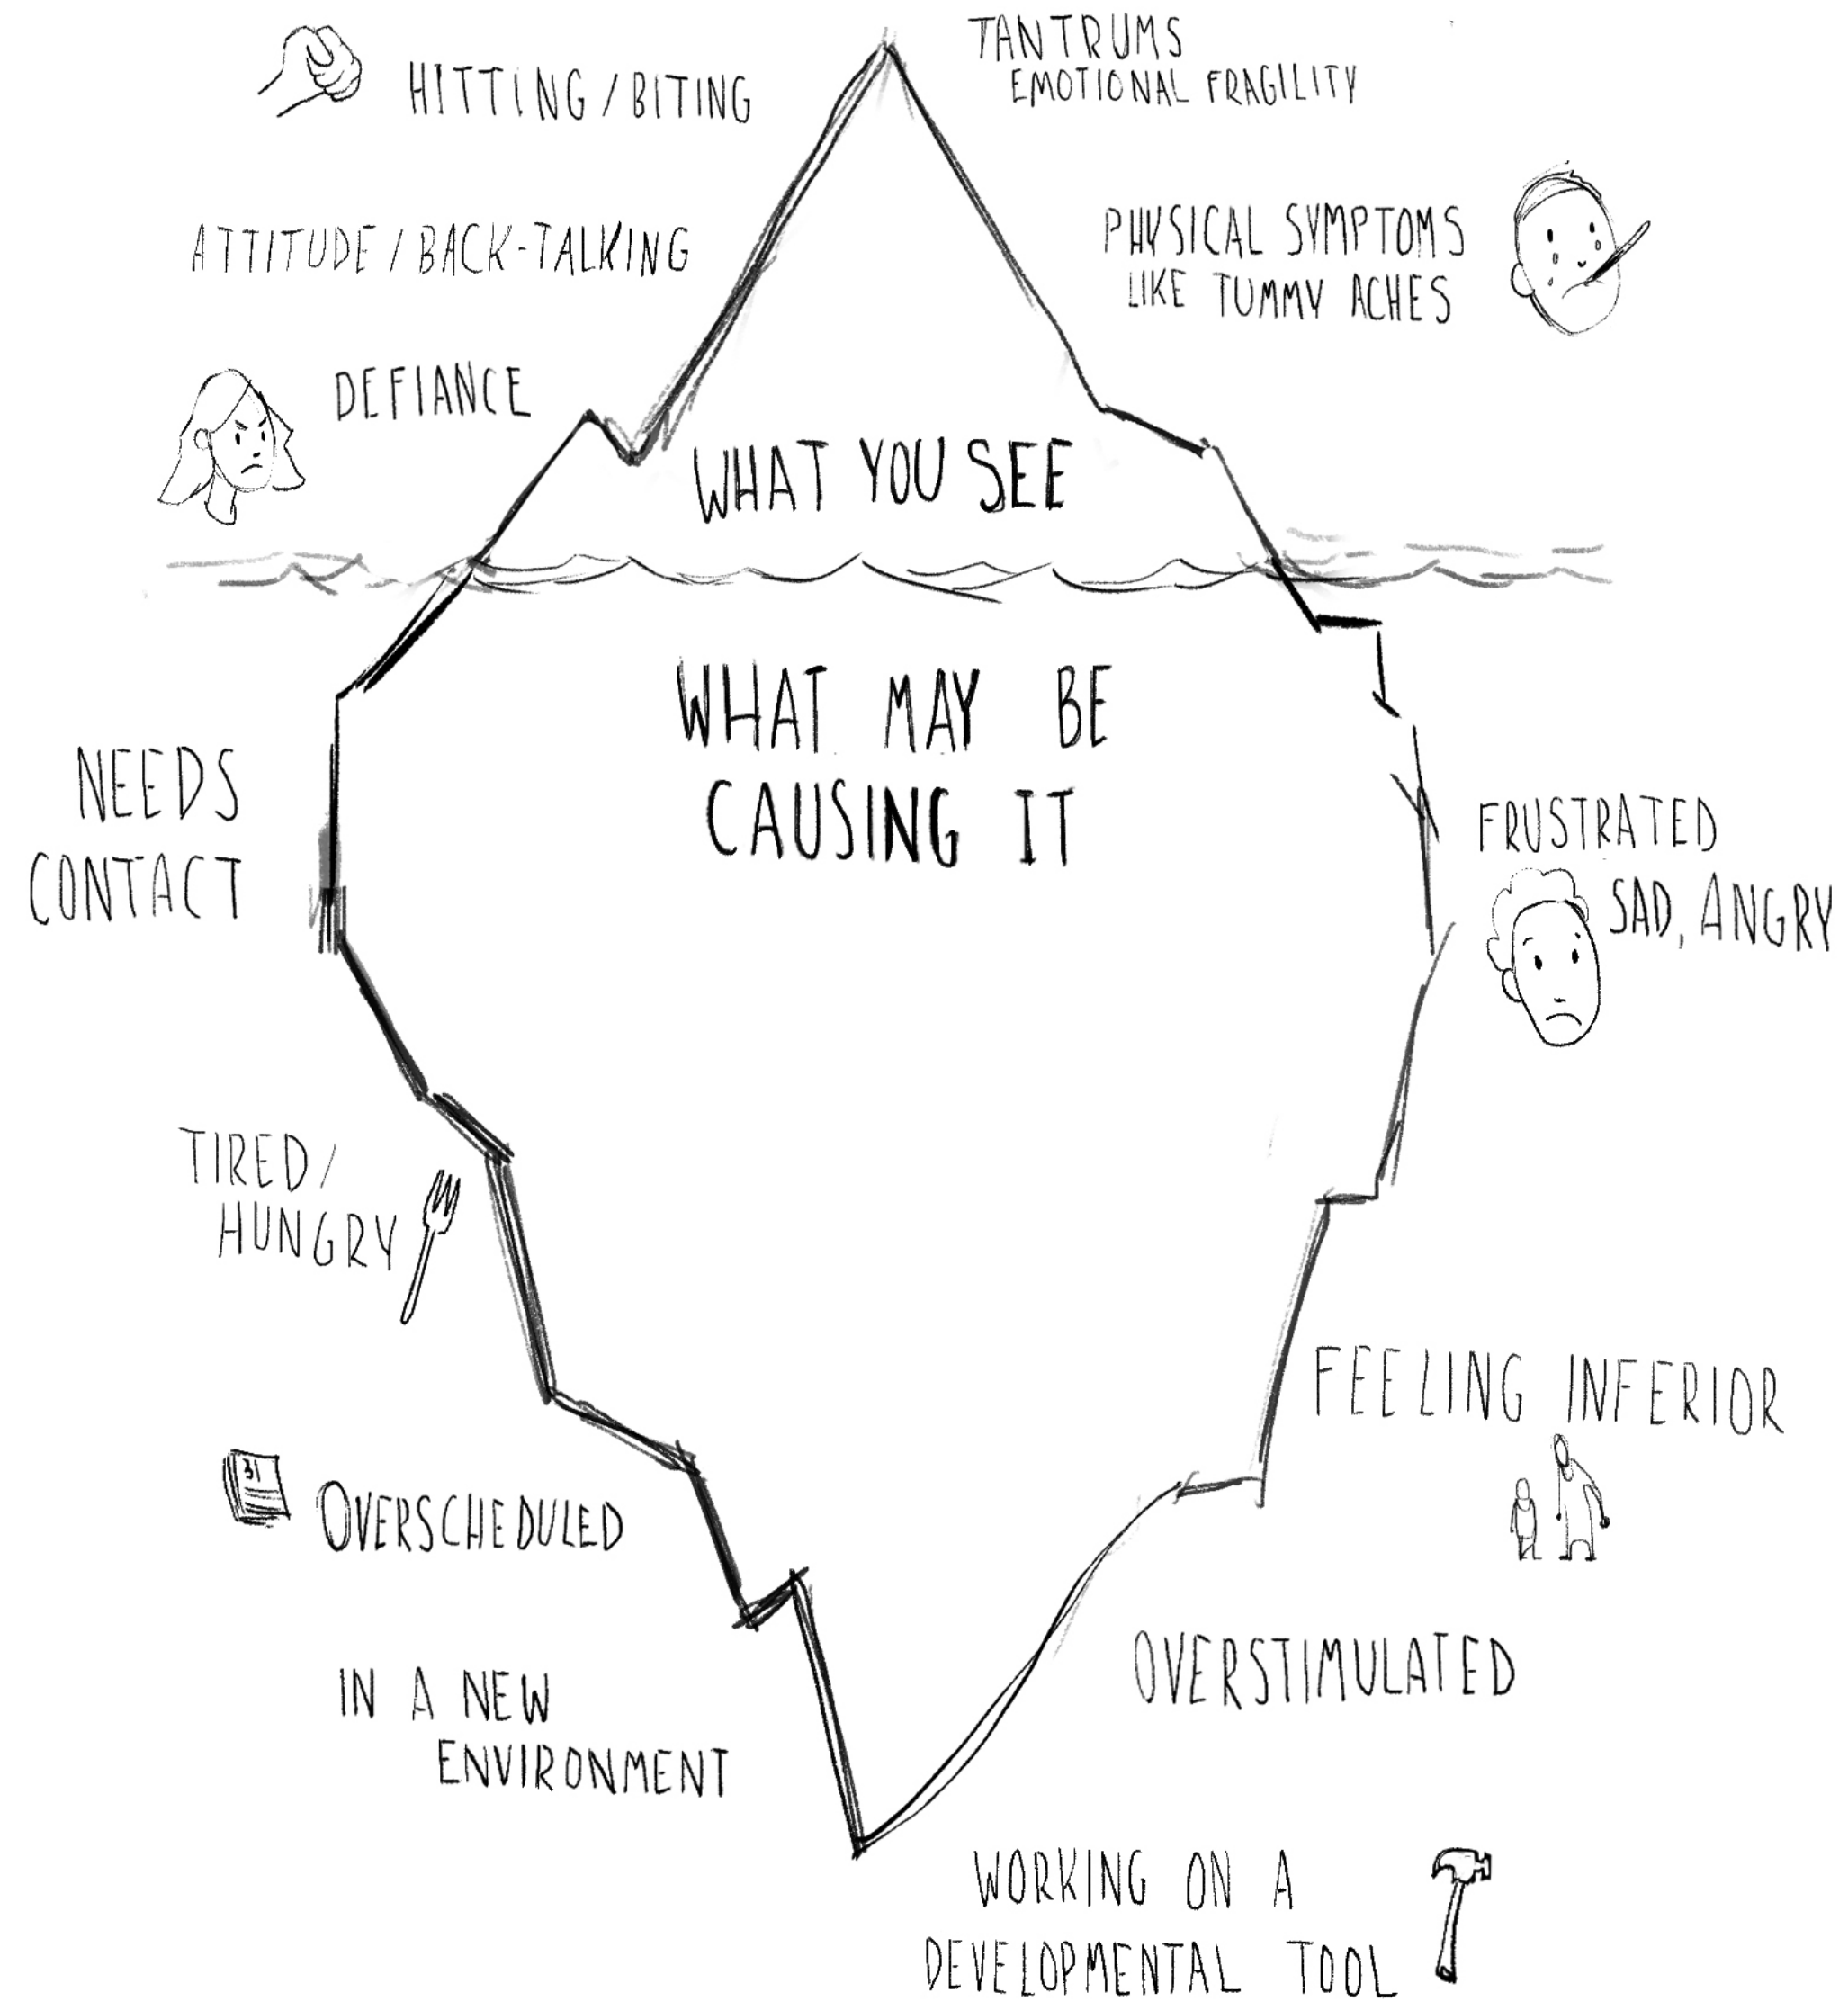 HITTING / BITING
TANTRUMS
EMOTIONAL FRAGILITY
ATTITUDE / BACK-TALKING
PHYSICAL SYMPTOMS
LIKE TUMMY ACHES
DEFIANCE
WHAT YOU SEE
WHAT MAY BE
CAUSING IT
NEEDS
CONTACT
FRUSTRATED
SAD, ANGRY
TIRED /
HUNGRY
FEELING INFERIOR
31
OVERSCHEDULED
OVERSTIMULATED
IN A NEW
ENVIRONMENT
WORKING ON A
DEVELOPMENTAL TOOL